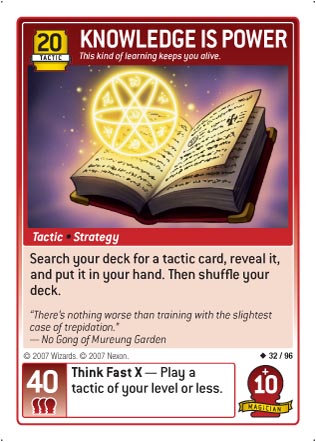 20
TACTIC
KNOWLEDGE IS POWER
This kind of learning keeps you alive.
Tactic • Strategy
Search your deck for a tactic card, reveal it,
and put it in your hand. Then shuffle your
deck.
"There's nothing worse than training with the slightest
case of trepidation."
— No Gong of Mureung Garden
© 2007 Wizards. © 2007 Nexon.
◆ 32 / 96
40
Think Fast X — Play a
tactic of your level or less.
+
10
MAGICIAN